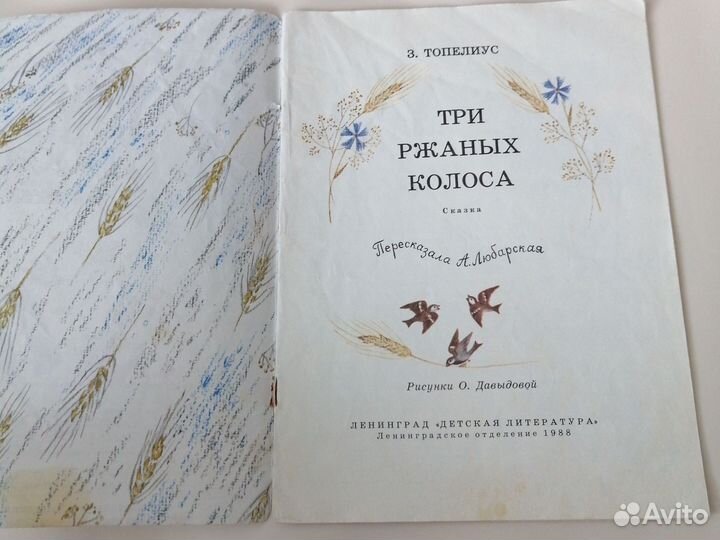 З. ТОПЕЛИУС
ТРИ
РЖАНЫХ
КОЛОСА
Сказка
Пересказала А. Любарская
Рисунки О. Давыдовой
ЛЕНИНГРАД «ДЕТСКАЯ ЛИТЕРАТУРА»
Ленинградское отделение 1988
Avito